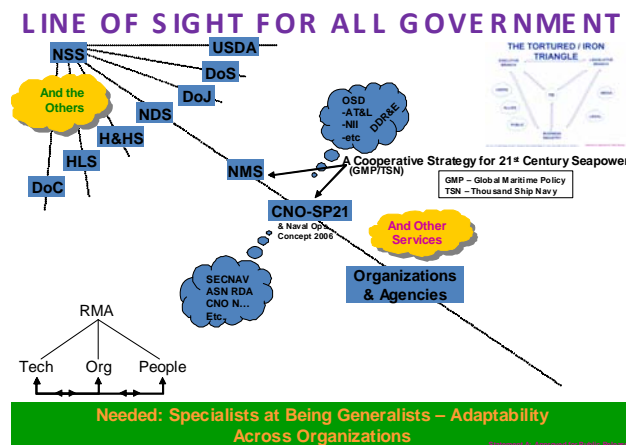 LINE OF SIGHT FOR ALL GOVERNMENT
NSS
USDA
DoS
DoJ
NDS
And the
Others
H&HS
HLS
DoC
OSD
-AT&L
-NII
-etc
DDR&E
THE TORTURED / IRON
TRIANGLE
NMS
A Cooperative Strategy for 21st Century Seapower
(GMP/TSN)
GMP – Global Maritime Policy
TSN – Thousand Ship Navy
CNO-SP21
& Naval Ops
Concept 2006
And Other
Services
SECNAV
ASN RDA
CNO N...
Etc.
Organizations
& Agencies
RMA
Tech
Org
People
Needed: Specialists at Being Generalists – Adaptability
Across Organizations